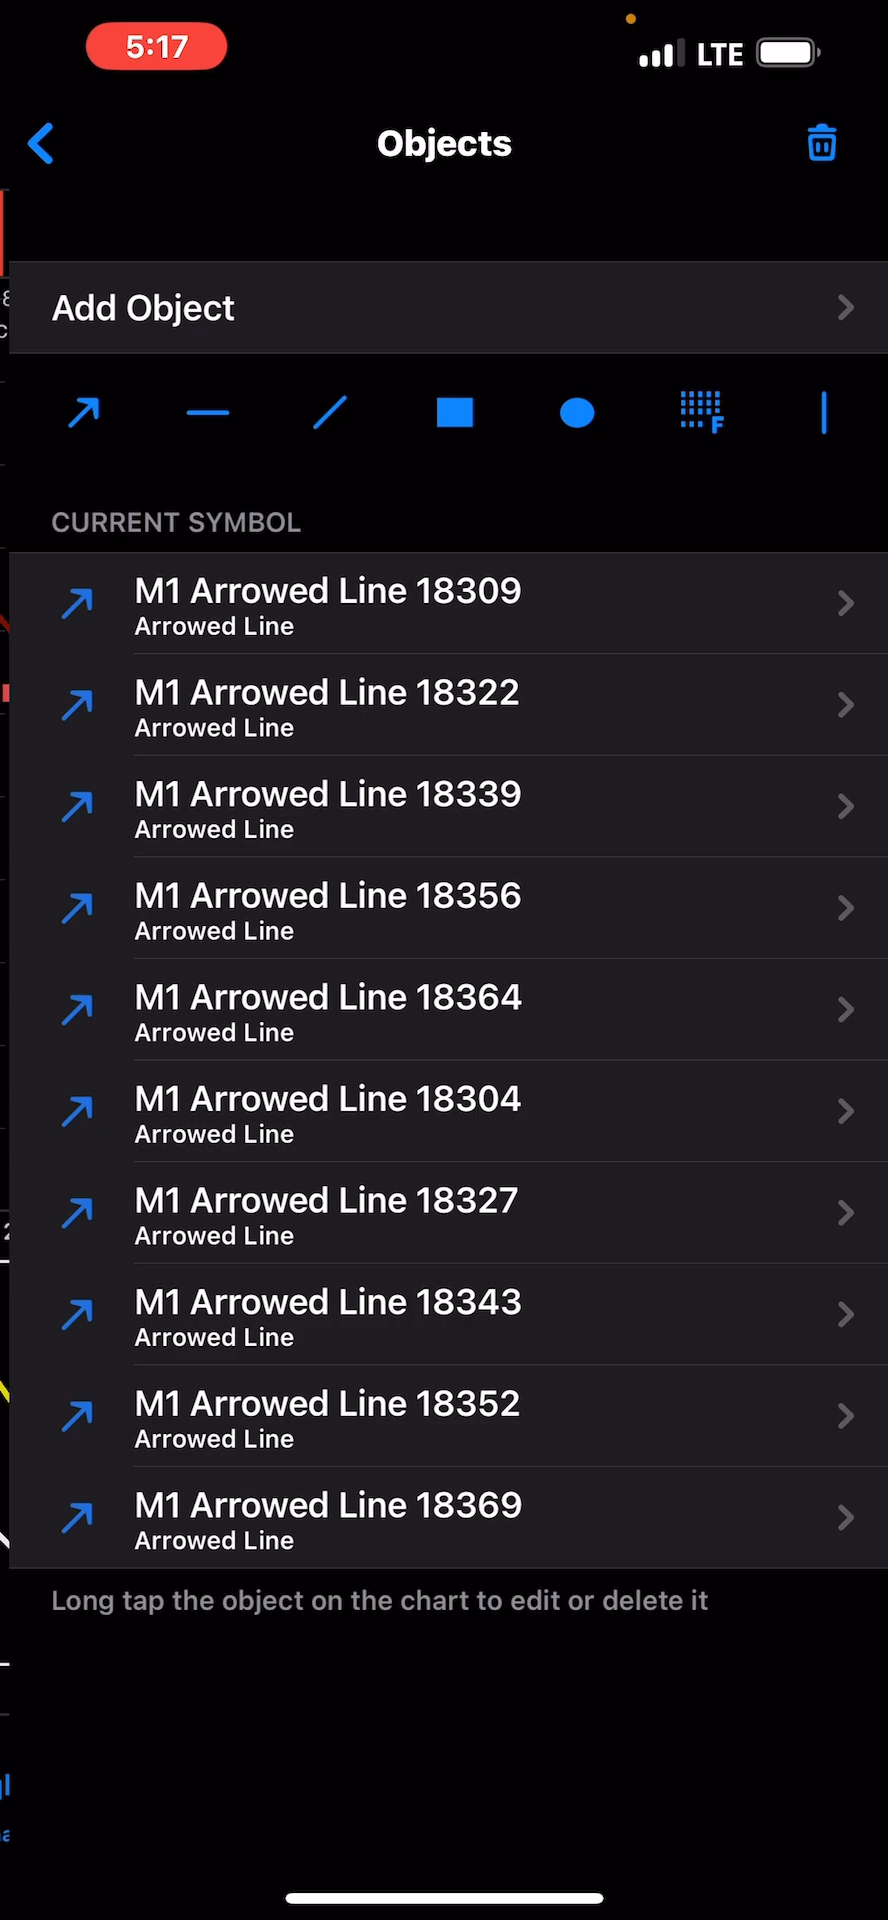 5:17
LTE
Objects
Add Object
F
CURRENT SYMBOL
M1 Arrowed Line 18309
Arrowed Line
M1 Arrowed Line 18322
Arrowed Line
M1 Arrowed Line 18339
Arrowed Line
M1 Arrowed Line 18356
Arrowed Line
M1 Arrowed Line 18364
Arrowed Line
M1 Arrowed Line 18304
Arrowed Line
M1 Arrowed Line 18327
Arrowed Line
M1 Arrowed Line 18343
Arrowed Line
M1 Arrowed Line 18352
Arrowed Line
M1 Arrowed Line 18369
Arrowed Line
Long tap the object on the chart to edit or delete it